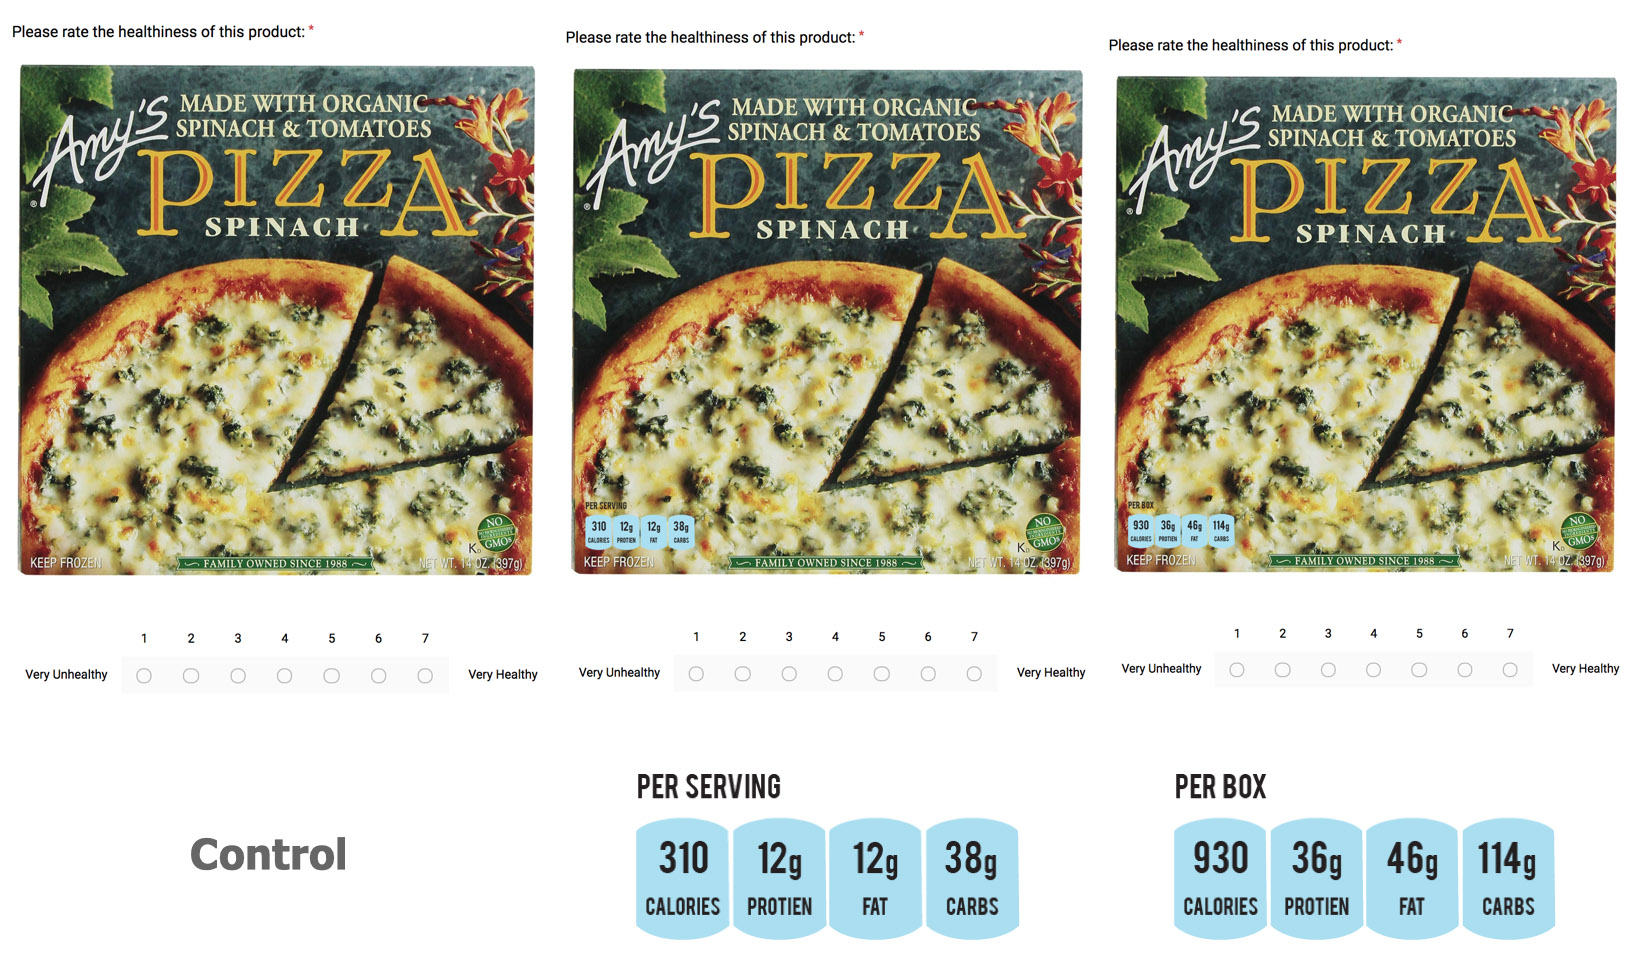 Please rate the healthiness of this product: *
Amy's
®
MADE WITH ORGANIC
SPINACH & TOMATOES
PIZZA
SPINACH
NO
GMOs
K
KEEP FROZEN
FAMILY OWNED SINCE 1988
NET WT. 14 OZ. (397g)
1 2 3 4 5 6 7
Very Unhealthy
Very Healthy
Control
Please rate the healthiness of this product: *
Amy's
®
MADE WITH ORGANIC
SPINACH & TOMATOES
PIZZA
SPINACH
PER SERVING
310 12g 12g 38g
CALORIES PROTIEN FAT CARBS
NO
GMOs
K
KEEP FROZEN
FAMILY OWNED SINCE 1988
NET WT. 14 OZ. (397g)
1 2 3 4 5 6 7
Very Unhealthy
Very Healthy
PER SERVING
310 12g 12g 38g
CALORIES PROTIEN FAT CARBS
Please rate the healthiness of this product: *
Amy's
®
MADE WITH ORGANIC
SPINACH & TOMATOES
PIZZA
SPINACH
PER BOX
930 36g 46g 114g
CALORIES PROTIEN FAT CARBS
NO
GMOs
K
KEEP FROZEN
FAMILY OWNED SINCE 1988
NET WT. 14 OZ. (397g)
1 2 3 4 5 6 7
Very Unhealthy
Very Healthy
PER BOX
930 36g 46g 114g
CALORIES PROTIEN FAT CARBS